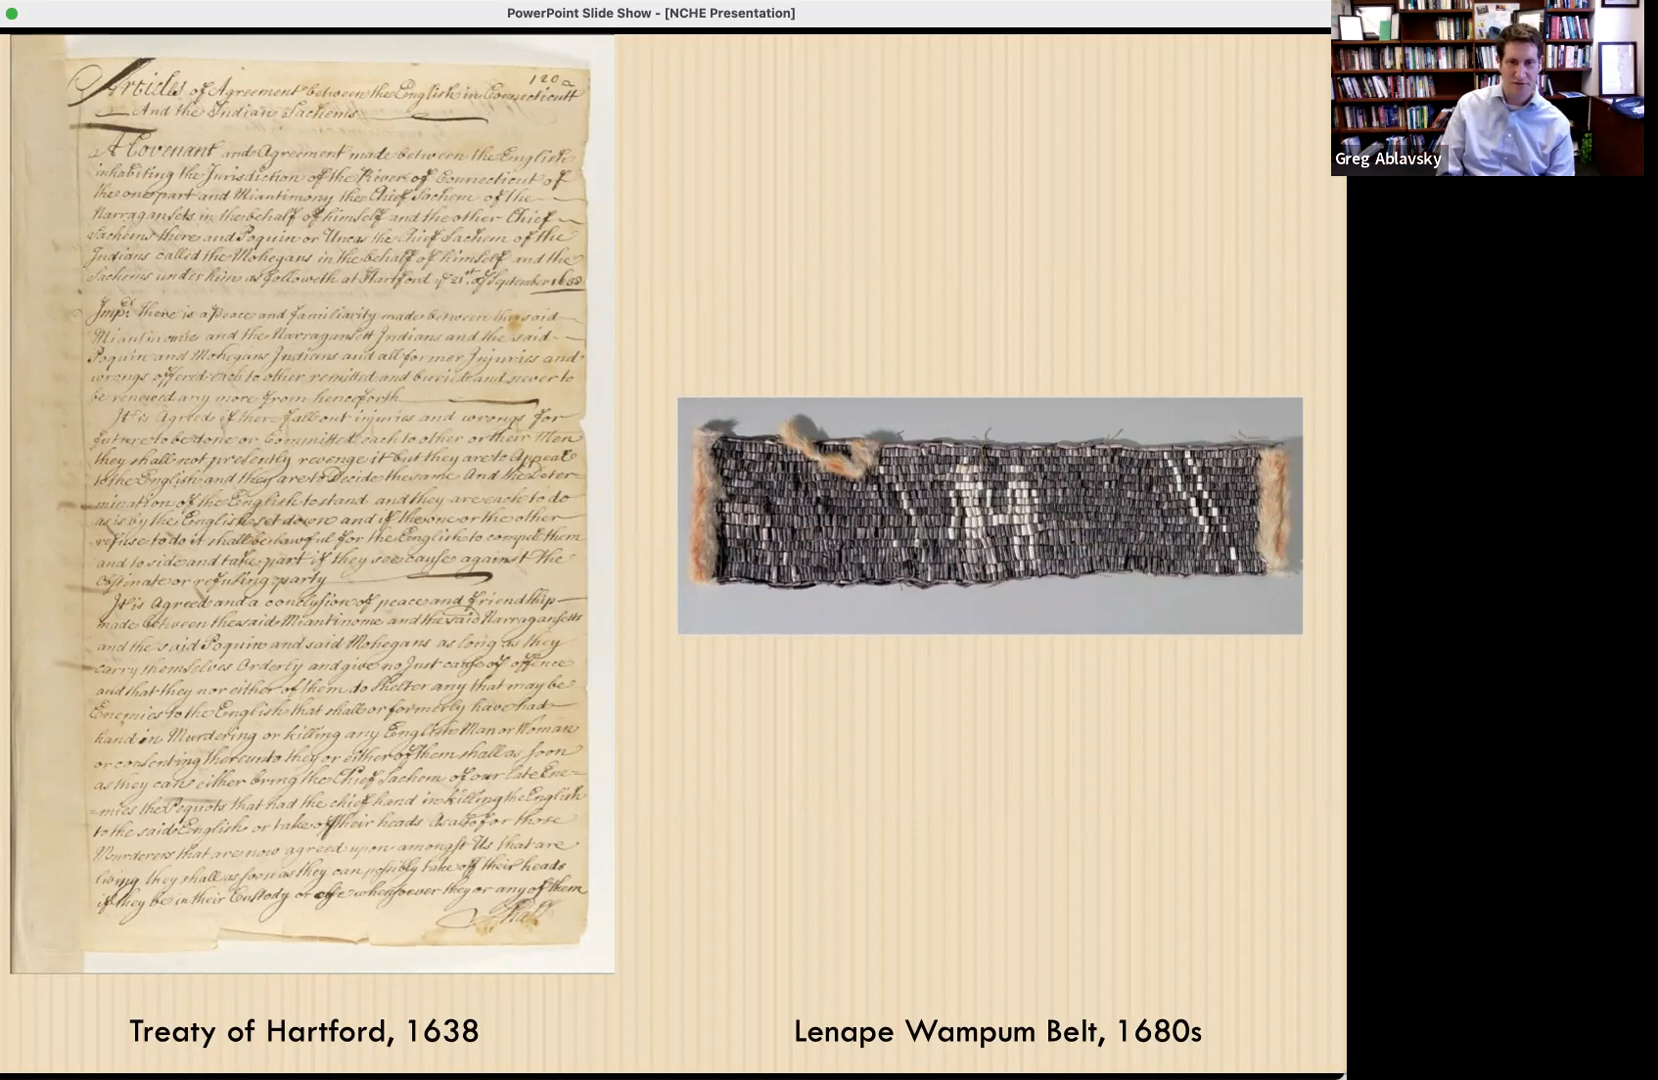 PowerPoint Slide Show - [NCHE Presentation]
Greg Ablavsky
120
Articles of Agreement between the English in Connecticutt
And the Indian Sachems
A Covenant and Agreement made between the English
inhabiting the Jurisdiction of the River of Connecticut of
the one part and Miantinomy the Chief Sachem of the
Narragansets in the behalf of himself and the other Chief
Sachems there and Poquin or Uncas the Chief Sachem of the
Indians called the Mohegans in the behalf of himself and the
Sachems under him as followeth at Hartford ye 21st of September 1638
Imps. there is a Peace and familiarity made between the said
Miantinome and the Narragansett Indians and the said
Poquin and Mohegans Indians and all former Injuries and
wrongs offered each to other remitted and buried and never to
be renewed any more from henceforth
It is Agreed if there fall out injuries and wrongs for
future to be done or Committed each to other or their Men
they shall not presently revenge it but they are to Appeal
to the English and they are to Decide the same And the Deter=
mination of the English to stand and they are each to do
as is by the English set down and if the one or the other
refuse to do it shall be lawful for the English to compel them
and to side and take part if they see cause against the
obstinate or refusing party
It is Agreed and a conclusion of peace and friendship
made between the said Miantinome and the said Narragansetts
and the said Poquin and said Mohegans as long as they
carry themselves Orderly and give no Just cause of offence
and that they nor either of them do shelter any that may be
Enemies to the English that shall or formerly have had
hand in Murdering or killing any English Man or Woman
or consenting thereunto they or either of them shall as soon
as they can either bring the Chief Sachem of our late Ene=
=mies the Pequots that had the chief hand in killing the English
to the said English or take off their heads As also for those
Murderers that are now agreed upon amongst Us that are
living they shall as soon as they can possibly take off their heads
if they be in their Custody or else whensoever they or any of them
shall
Treaty of Hartford, 1638
Lenape Wampum Belt, 1680s